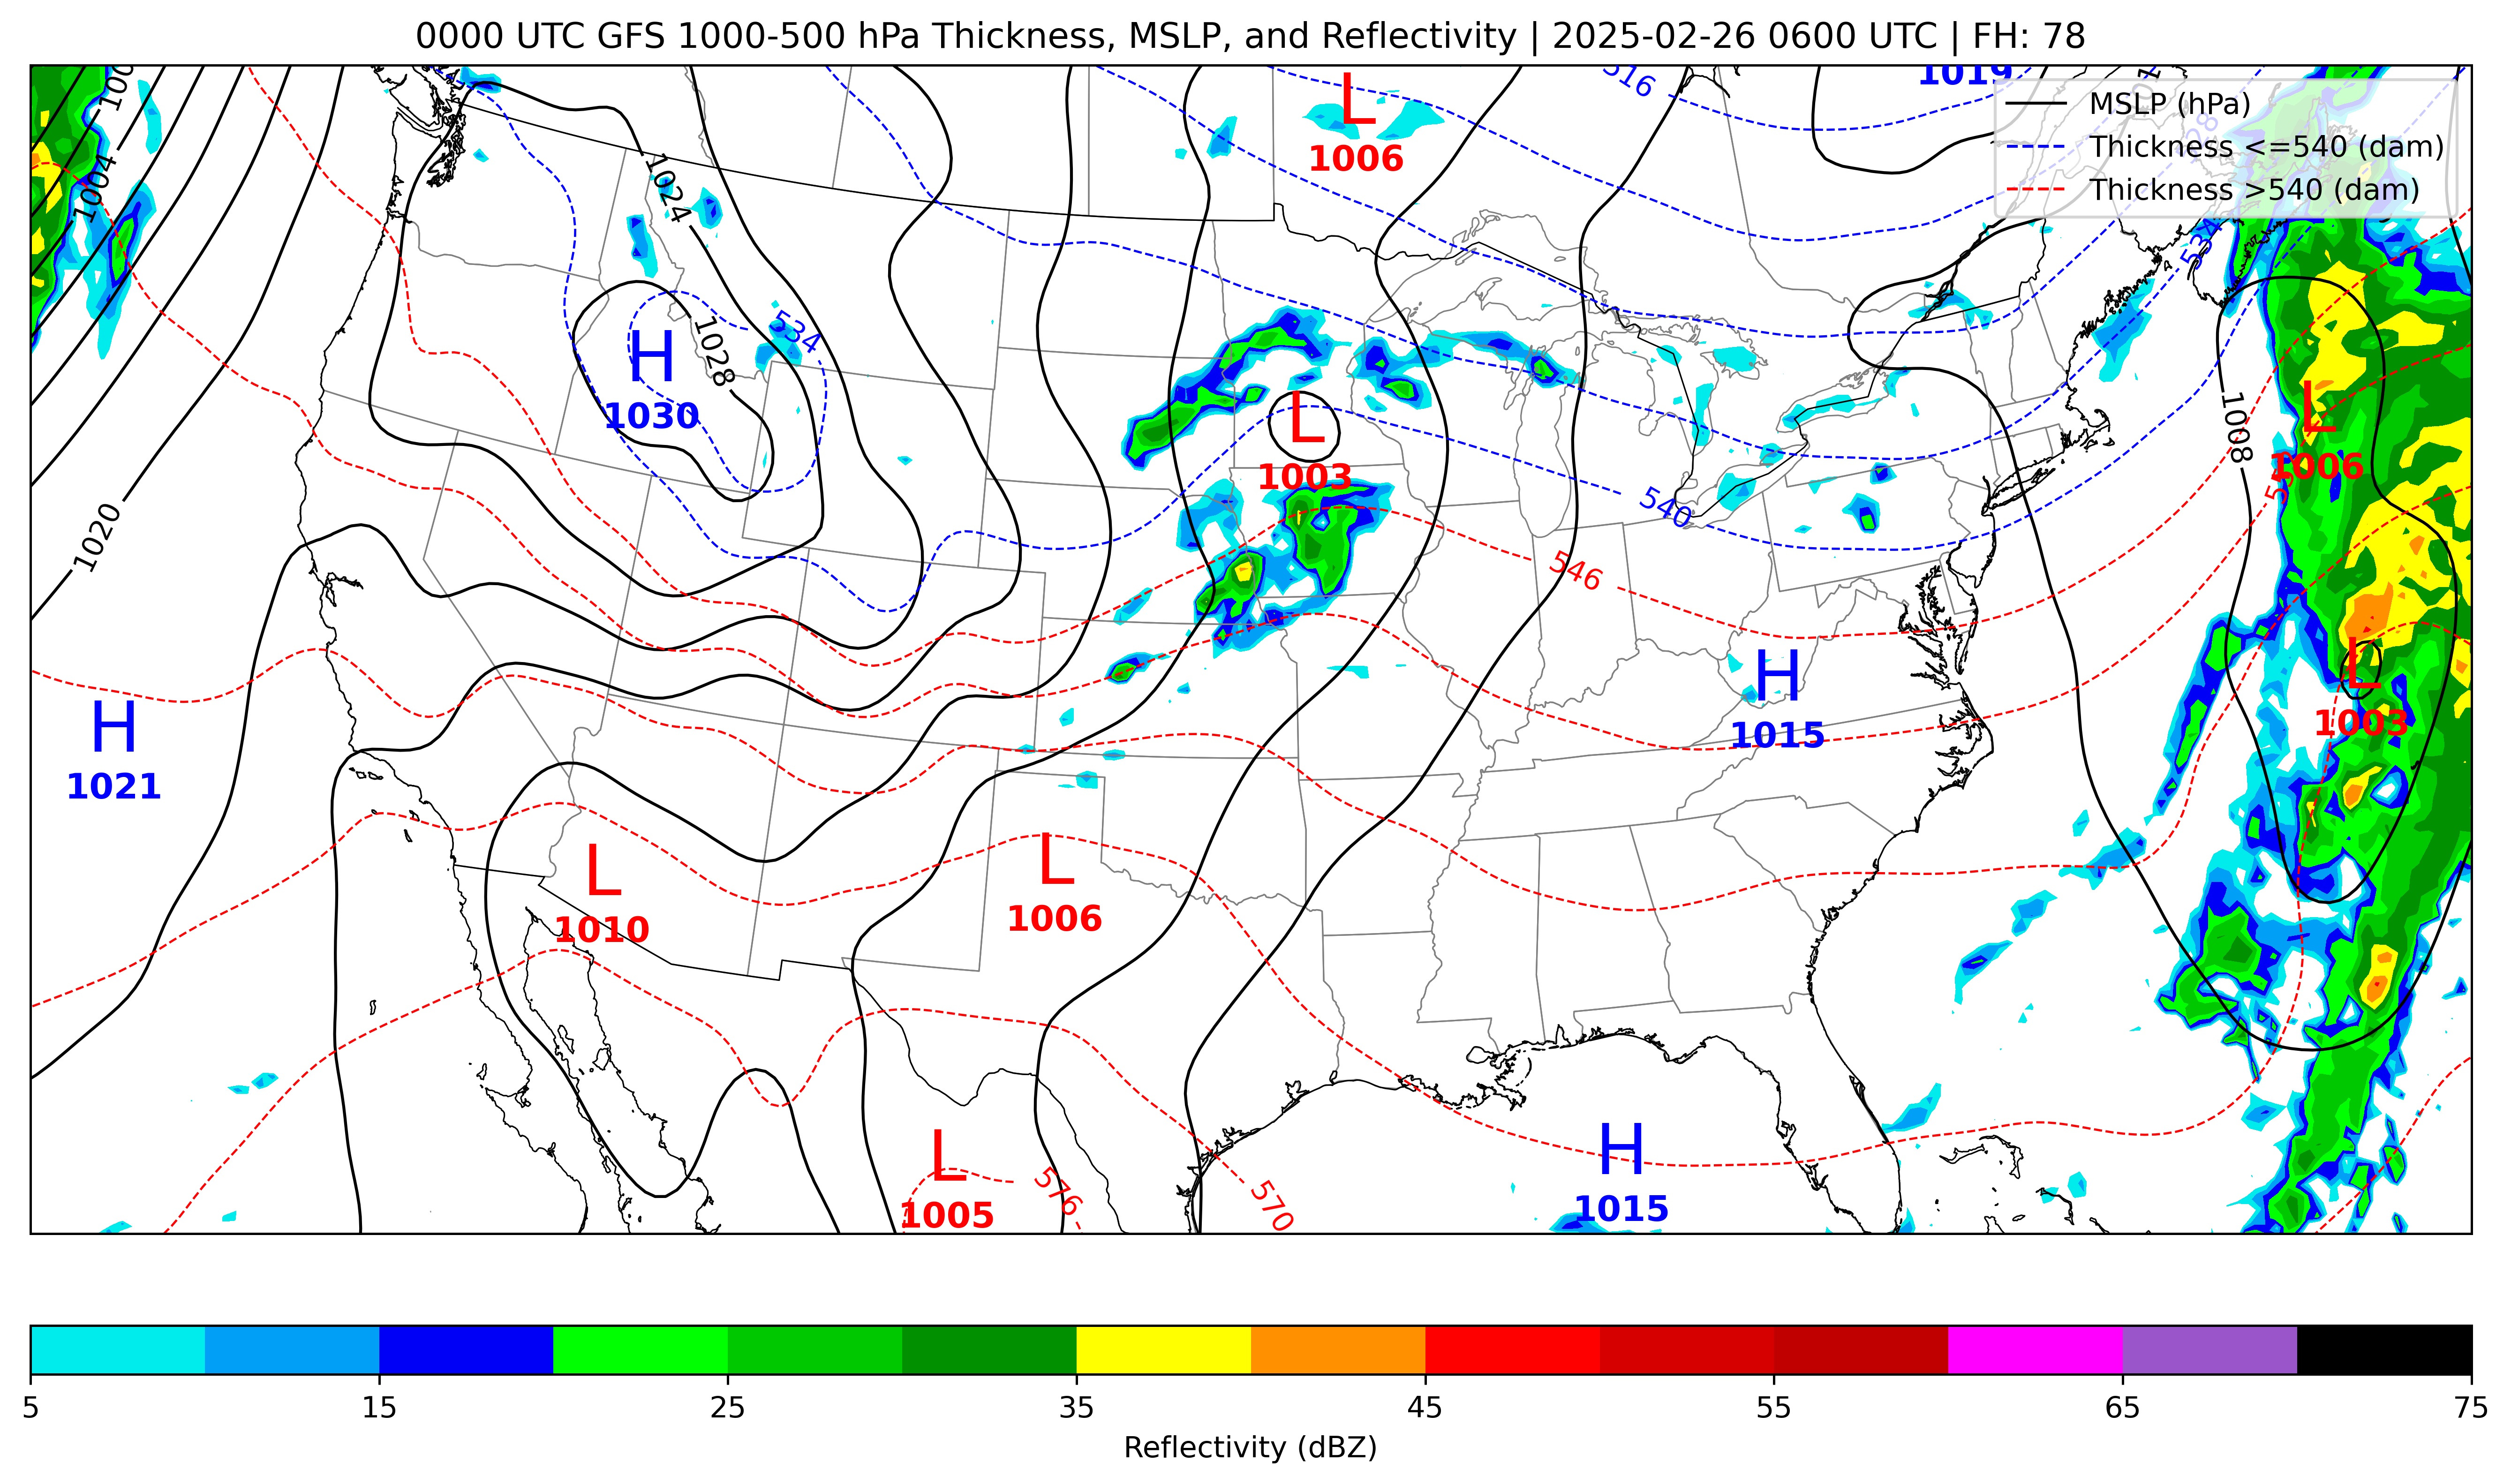 0000 UTC GFS 1000-500 hPa Thickness, MSLP, and Reflectivity | 2025-02-26 0600 UTC | FH: 78
516
1019
L
1006
MSLP (hPa)
Thickness <=540 (dam)
Thickness >540 (dam)
528
1004
1024
534
534
H
1030
1028
L
1003
L
1006
1008
540
1020
546
H
1015
L
1003
H
1021
L
1010
L
1006
L
1005
576
570
H
1015
5
15
25
35
45
55
65
75
Reflectivity (dBZ)